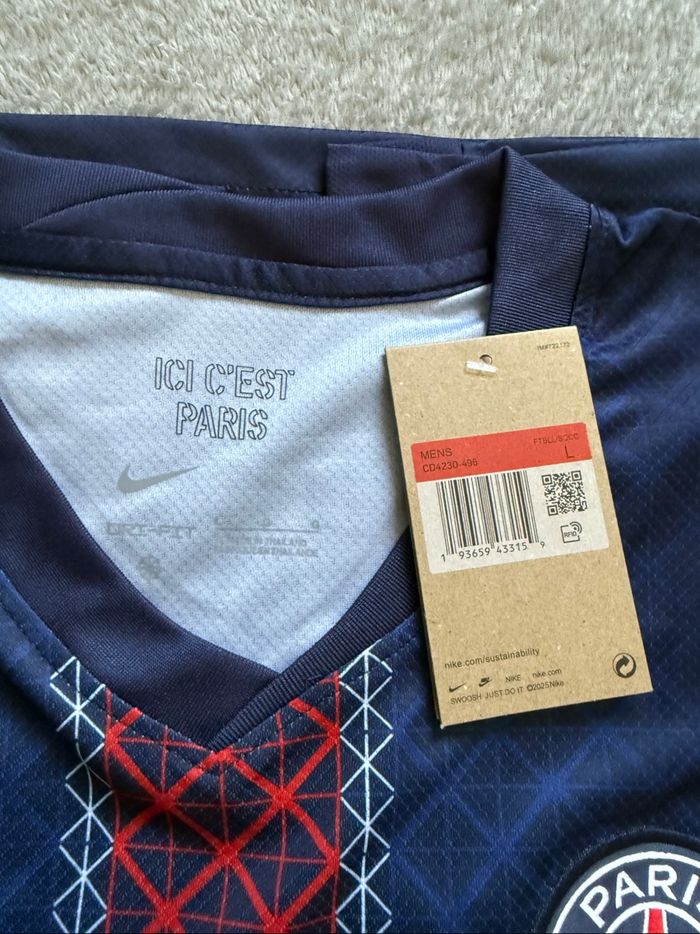 ICI C'EST
PARIS
DRI-FIT
MENS
CD4230-496
FTBLL/SOCC
L
1 93659 43315 9
RFID
nike.com/sustainability
NIKE nike.com
SWOOSH JUST DO IT ©2025Nike
PARIS